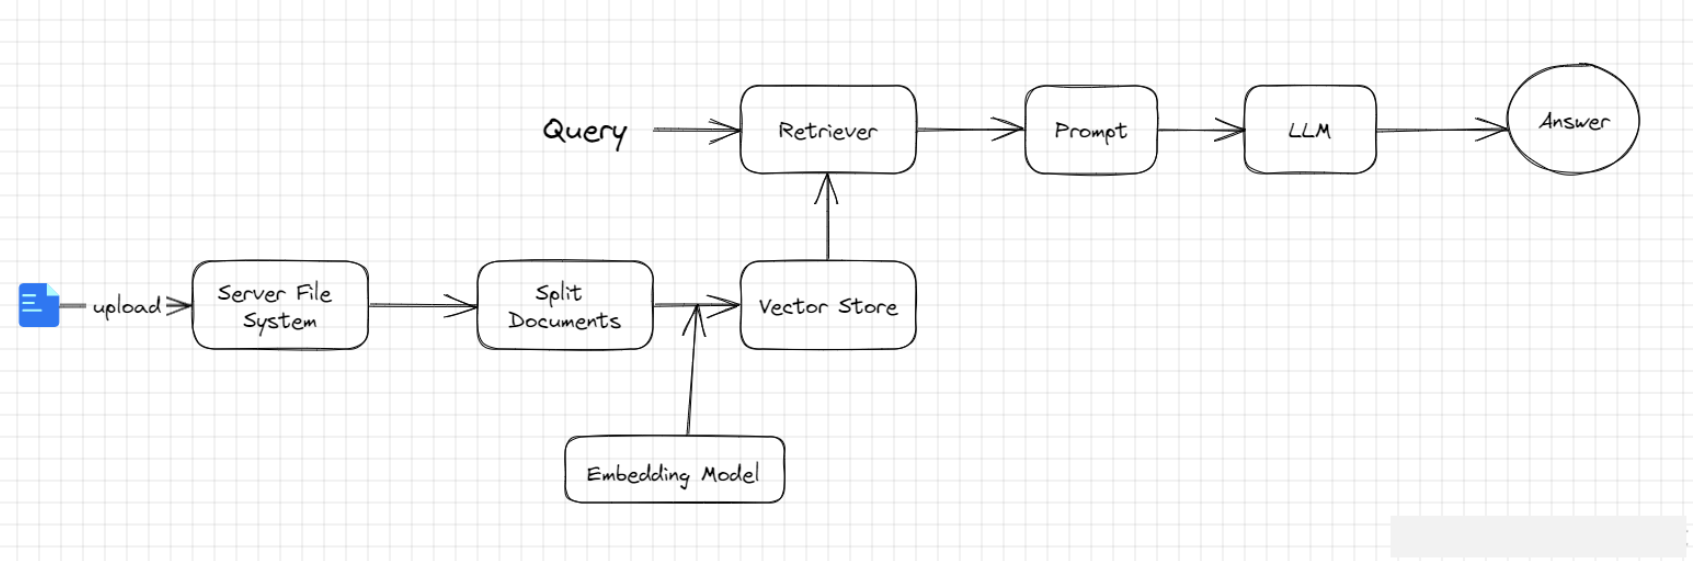 Query
Retriever
Prompt
LLM
Answer
upload
Server File
System
Split
Documents
Vector Store
Embedding Model